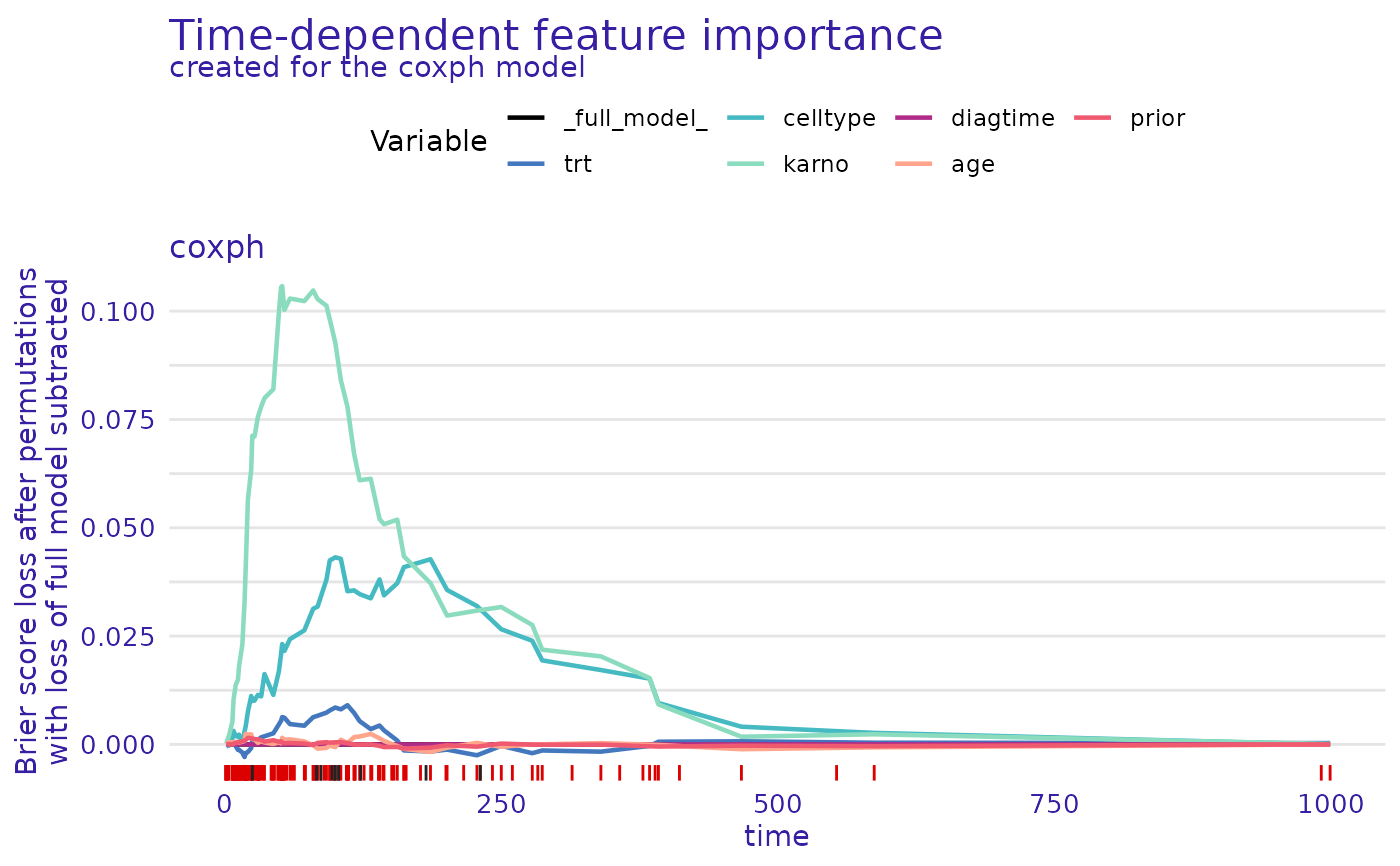 Time-dependent feature importance
created for the coxph model
Variable
_full_model_ celltype diagtime prior
trt karno age
coxph
Brier score loss after permutations
with loss of full model subtracted
0.100
0.075
0.050
0.025
0.000
0 250 500 750 1000
time